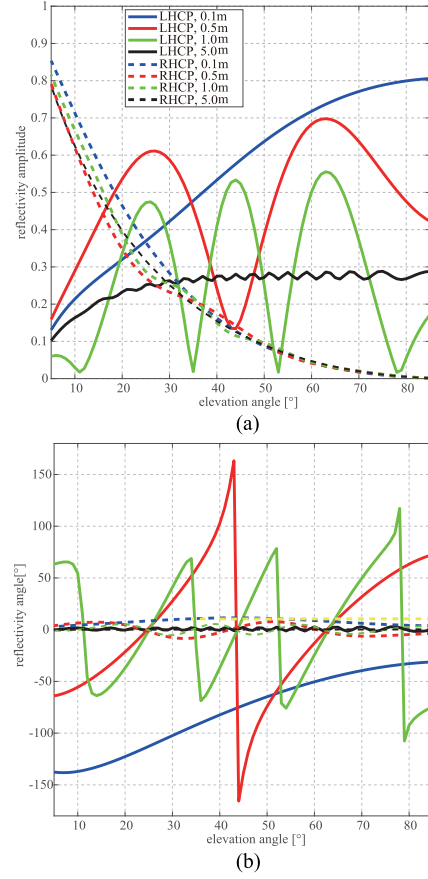 1
0.9
0.8
0.7
0.6
0.5
0.4
0.3
0.2
0.1
0
reflectivity amplitude
LHCP, 0.1m
LHCP, 0.5m
LHCP, 1.0m
LHCP, 5.0m
RHCP, 0.1m
RHCP, 0.5m
RHCP, 1.0m
RHCP, 5.0m
10 20 30 40 50 60 70 80
elevation angle [°]
(a)
150
100
50
0
-50
-100
-150
reflectivity angle[°]
10 20 30 40 50 60 70 80
elevation angle [°]
(b)